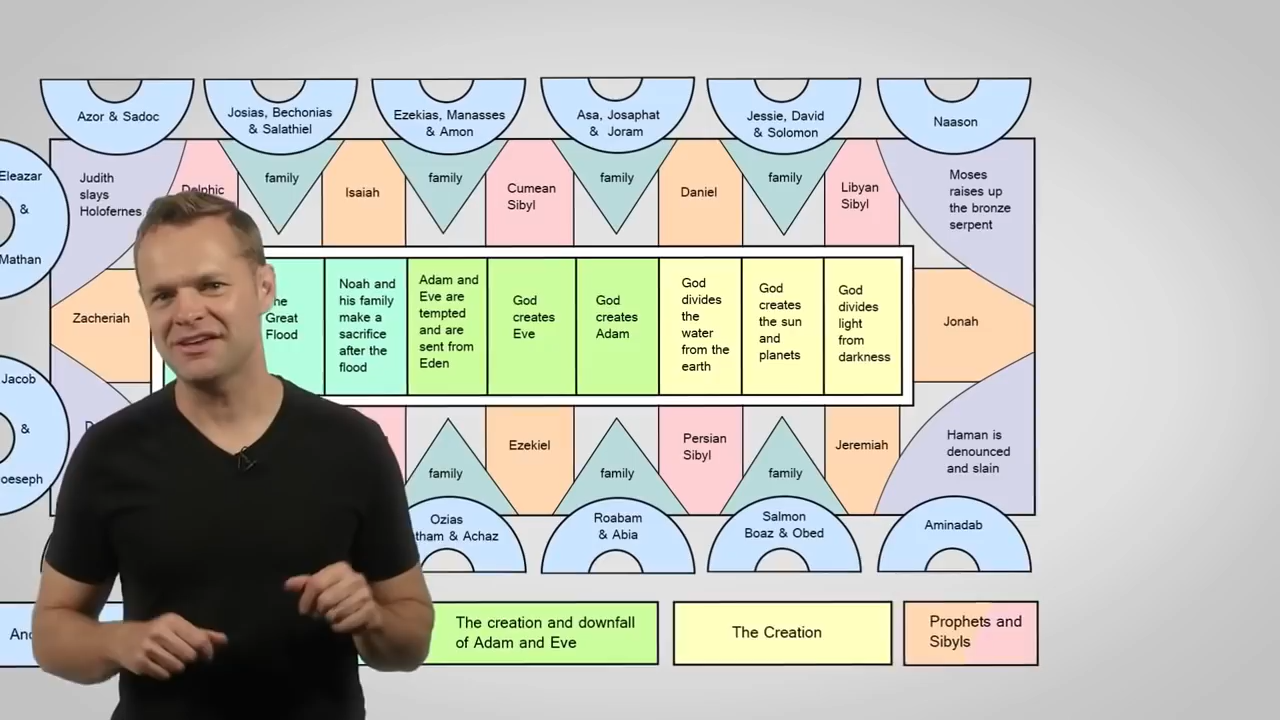 Azor & Sadoc
Josias, Bechonias
& Salathiel
Ezekias, Manasses
& Amon
Asa, Josaphat
& Joram
Jessie, David
& Solomon
Naason
Eleazar
&
Mathan
Judith
slays
Holofernes
Delphic
family
Isaiah
family
Cumean
Sibyl
family
Daniel
family
Libyan
Sibyl
Moses
raises up
the bronze
serpent
Zacheriah
Great
Flood
Noah and
his family
make a
sacrifice
after the
flood
Adam and
Eve are
tempted
and are
sent from
Eden
God
creates
Eve
God
creates
Adam
God
divides
the
water
from the
earth
God
creates
the sun
and
planets
God
divides
light
from
darkness
Jonah
Jacob
&
family
Ezekiel
family
Persian
Sibyl
family
Jeremiah
Haman is
denounced
and slain
Ozias
& Achaz
Roabam
& Abia
Salmon
Boaz & Obed
Aminadab
The creation and downfall
of Adam and Eve
The Creation
Prophets and
Sibyls